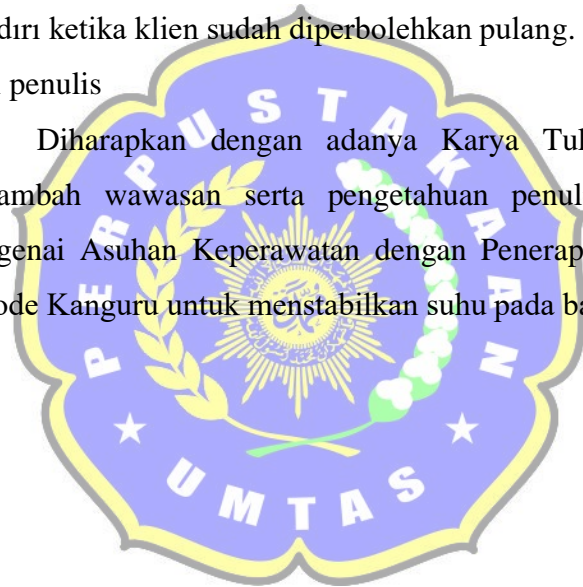 diri ketika klien sudah diperbolehkan pulang.
penulis
Diharapkan dengan adanya Karya Tul
ambah wawasan serta pengetahuan penul
genai Asuhan Keperawatan dengan Penerap
ode Kanguru untuk menstabilkan suhu pada ba
PERPUSTAKAAN
UMTAS